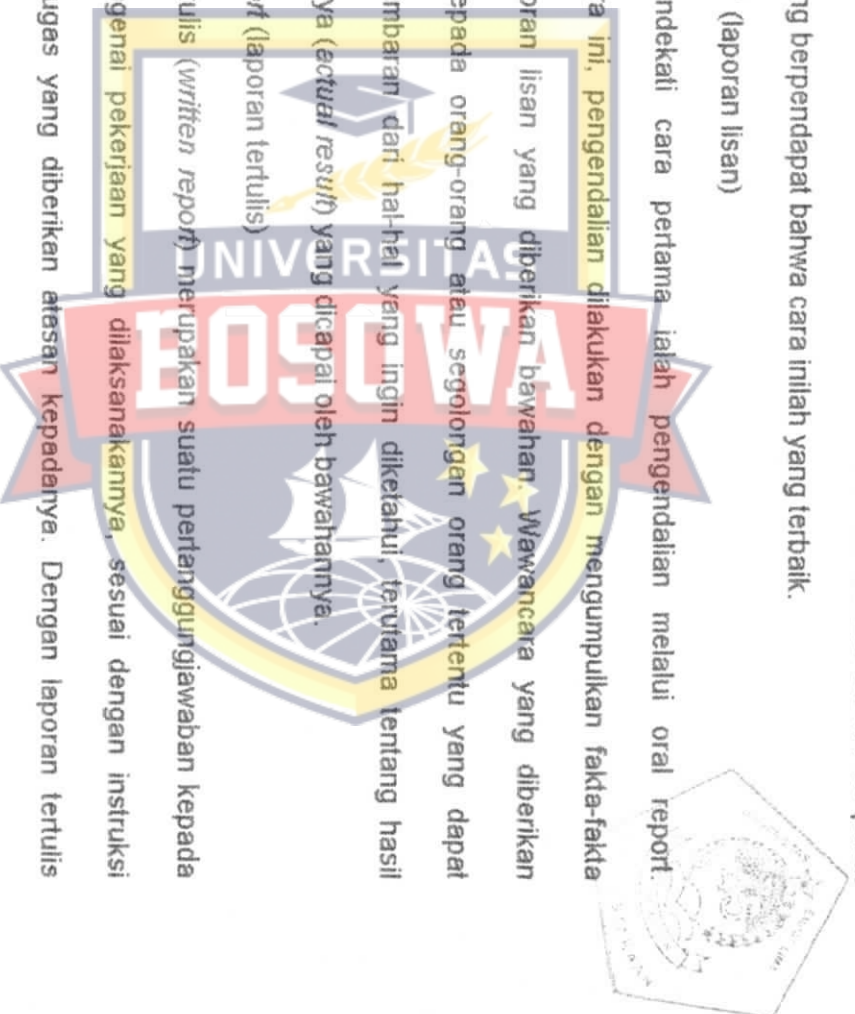 ng berpendapat bahwa cara inilah yang terbaik.
(laporan lisan)
ndekati cara pertama ialah pengendalian melalui oral report.
ra ini, pengendalian dilakukan dengan mengumpulkan fakta-fakta
oran lisan yang diberikan bawahan. Wawancara yang diberikan
epada orang-orang atau segolongan orang tertentu yang dapat
mbaran dari hal-hal yang ingin diketahui, terutama tentang hasil
ya (actual result) yang dicapai oleh bawahannya.
rt (laporan tertulis)
ulis (written report) merupakan suatu pertanggungjawaban kepada
genai pekerjaan yang dilaksanakannya, sesuai dengan instruksi
ugas yang diberikan atasan kepadanya. Dengan laporan tertulis
UNIVERSITAS
BOSOWA